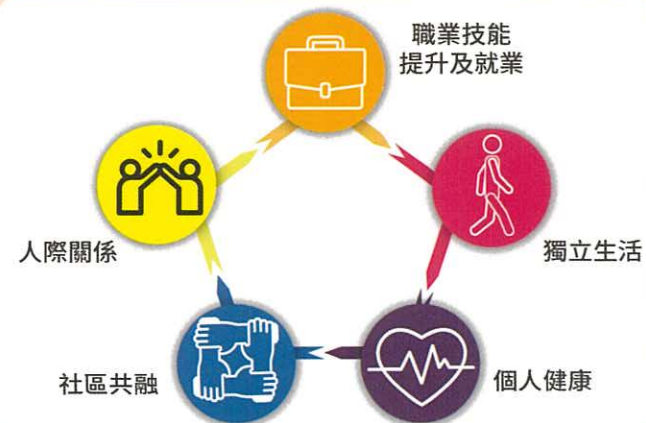 職業技能
提升及就業
人際關係
獨立生活
社區共融
個人健康